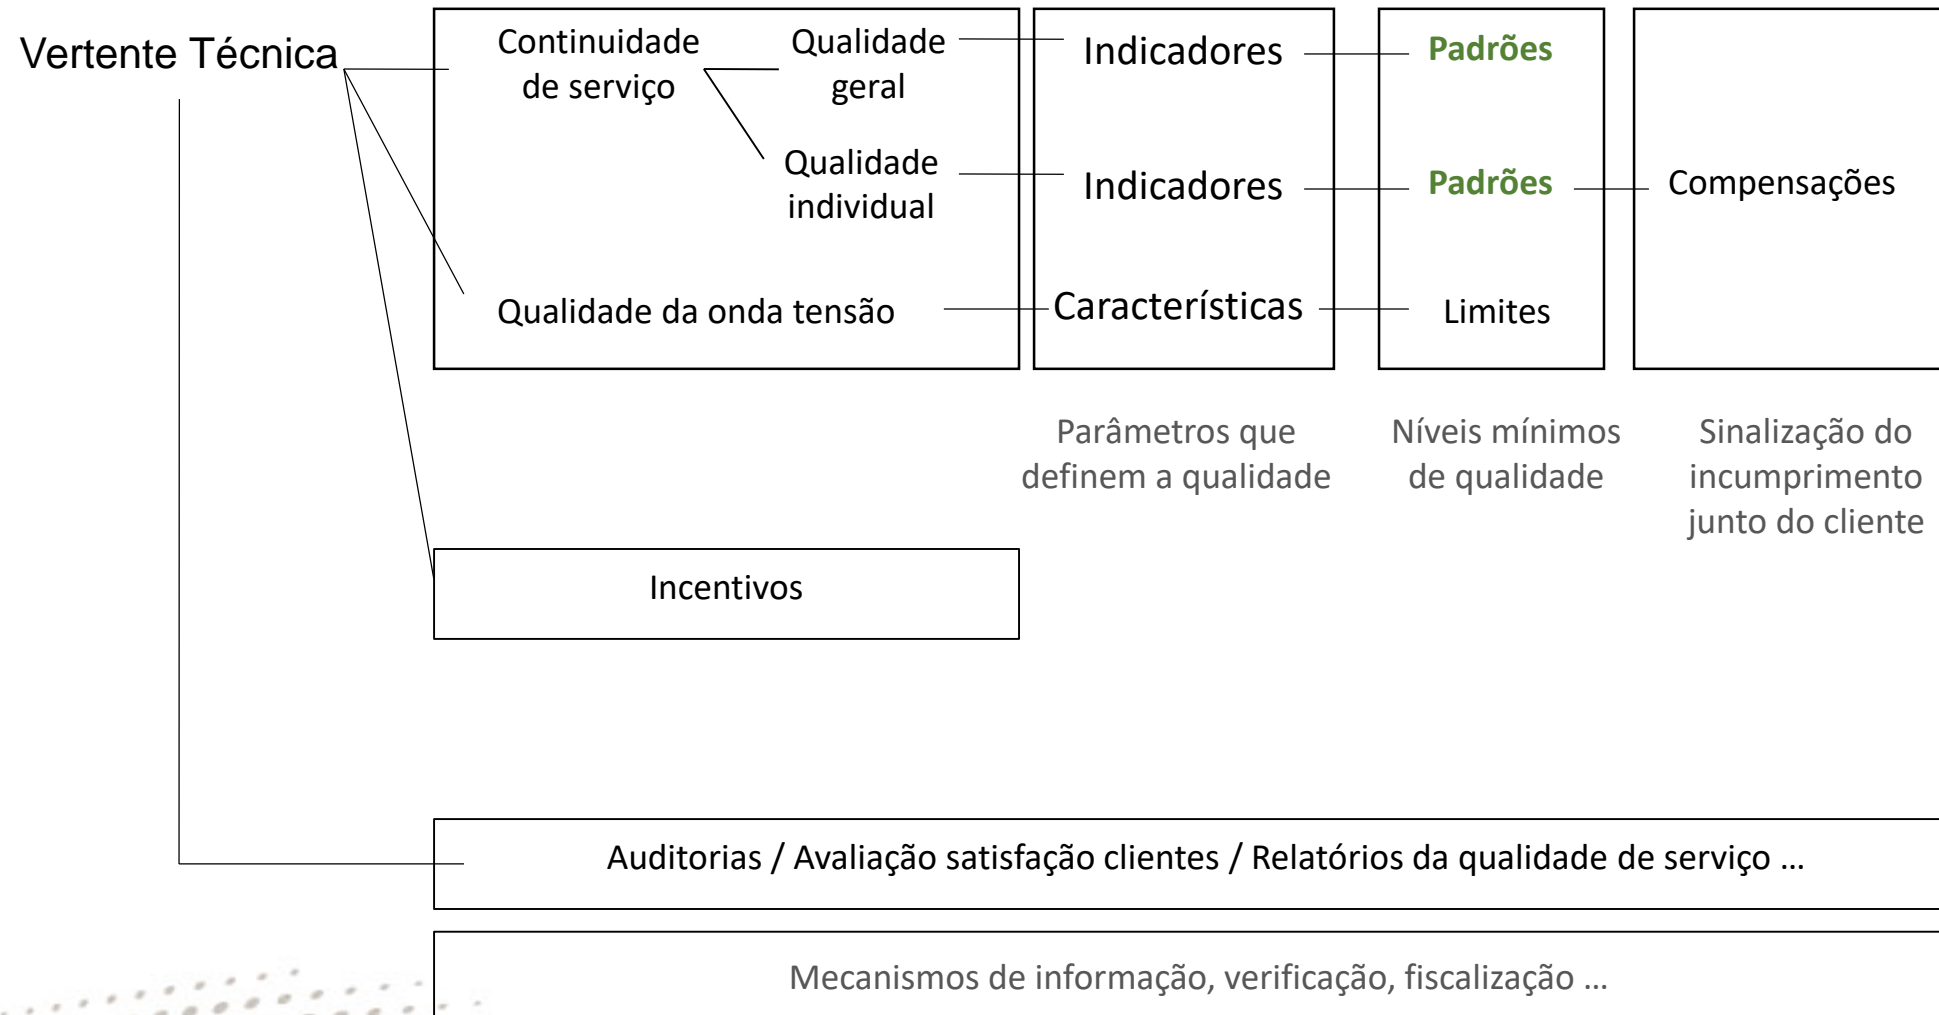 Vertente Técnica
Continuidade
de serviço
Qualidade
geral
Indicadores
Padrões
Qualidade
individual
Indicadores
Padrões
Compensações
Qualidade da onda tensão
Características
Limites
Parâmetros que
definem a qualidade
Níveis mínimos
de qualidade
Sinalização do
incumprimento
junto do cliente
Incentivos
Auditorias / Avaliação satisfação clientes / Relatórios da qualidade de serviço ...
Mecanismos de informação, verificação, fiscalização ...